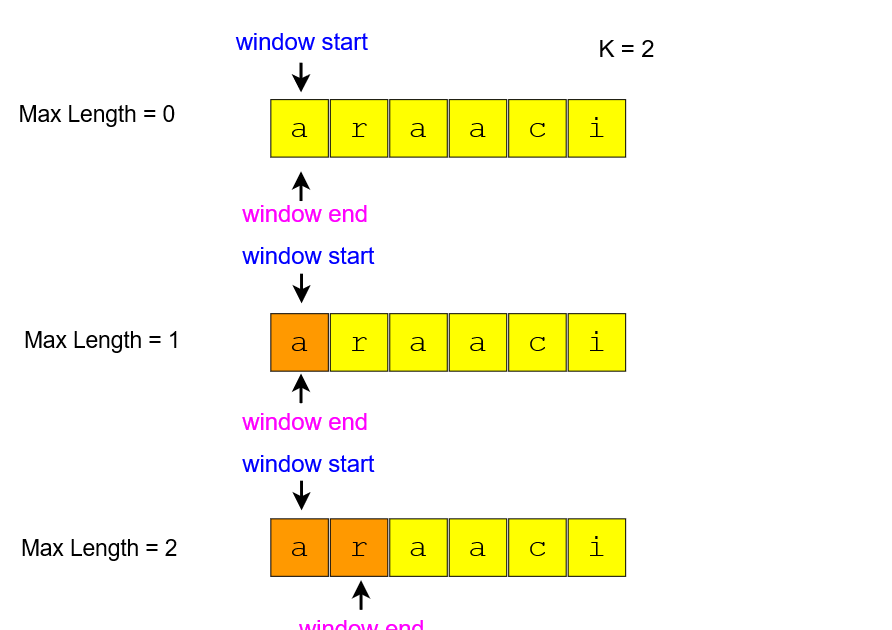 window start
K = 2
Max Length = 0
a r a a c i
window end
window start
Max Length = 1
a r a a c i
window end
window start
Max Length = 2
a r a a c i
window end